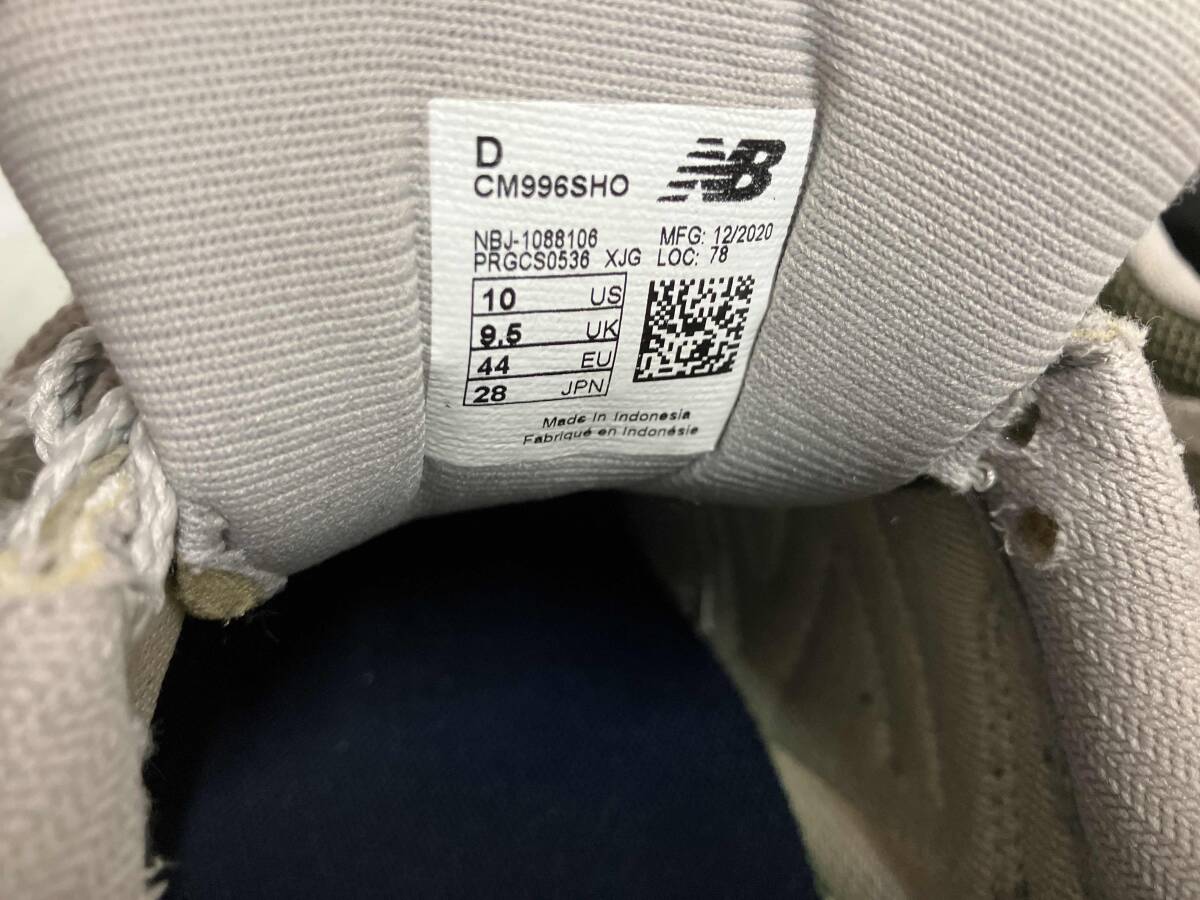 D
CM996SHO
NB
NBJ-1088106 MFG: 12/2020
PRGCS0536 XJG LOC: 78
10 US
9.5 UK
44 EU
28 JPN
Made in Indonesia
Fabriqué en Indonésie